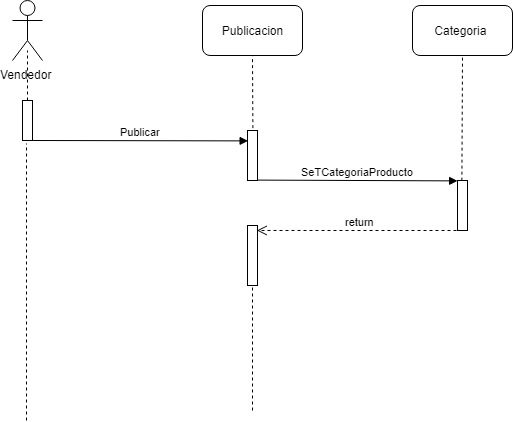 Publicacion
Categoria
Vendedor
Publicar
SeTCategoriaProducto
return